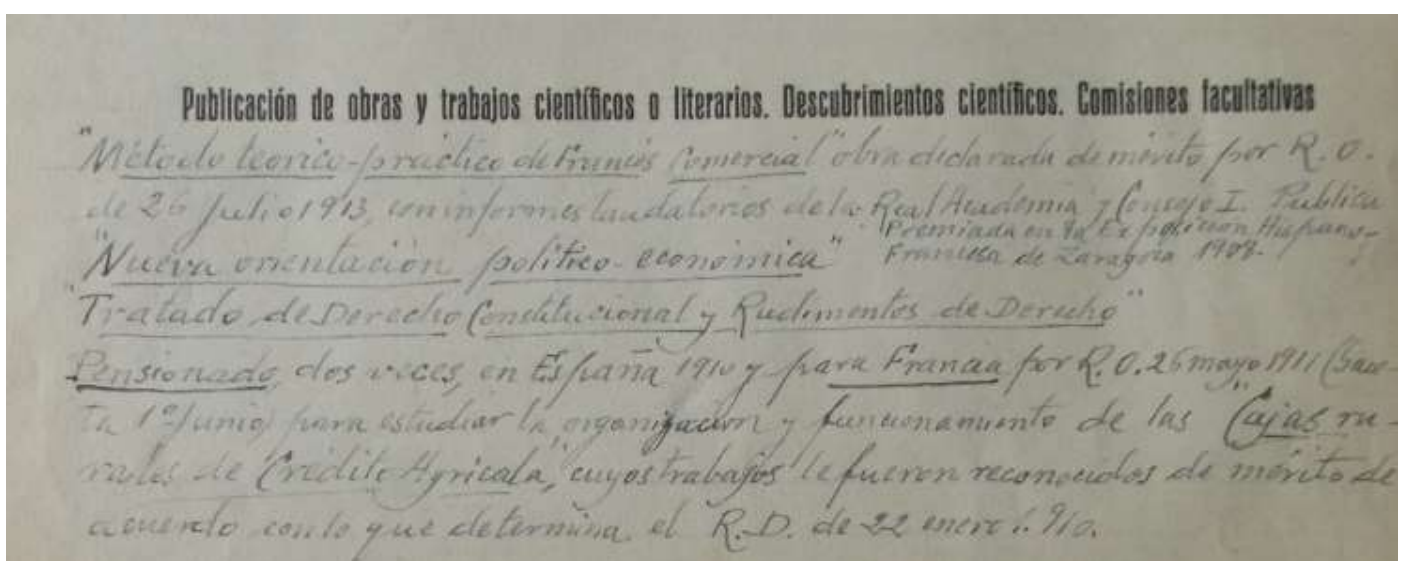 Publicación de obras y trabajos científicos o literarios. Descubrimientos científicos. Comisiones facultativas
"Método teorico-práctico de Francés Comercial" obra declarada de mérito por R. O.
de 26 Julio 1913, con informes laudatorios de la Real Academia y Consejo I. Publica
"Nueva orientación politico-economica" Premiada en la Exposicion Hispano-
Francesa de Zaragoza 1908.
"Tratado de Derecho Constitucional y Rudimentos de Derecho"
Pensionado, dos veces, en España 1910 y para Francia por R. O. 26 mayo 1911 (Gace-
ta 1º Junio) para estudiar la organización y funcionamiento de las "Cajas ru-
rales de Crédito Agricola", cuyos trabajos le fueron reconocidos de mérito de
acuerdo con lo que determina el R. D. de 22 enero 1910.